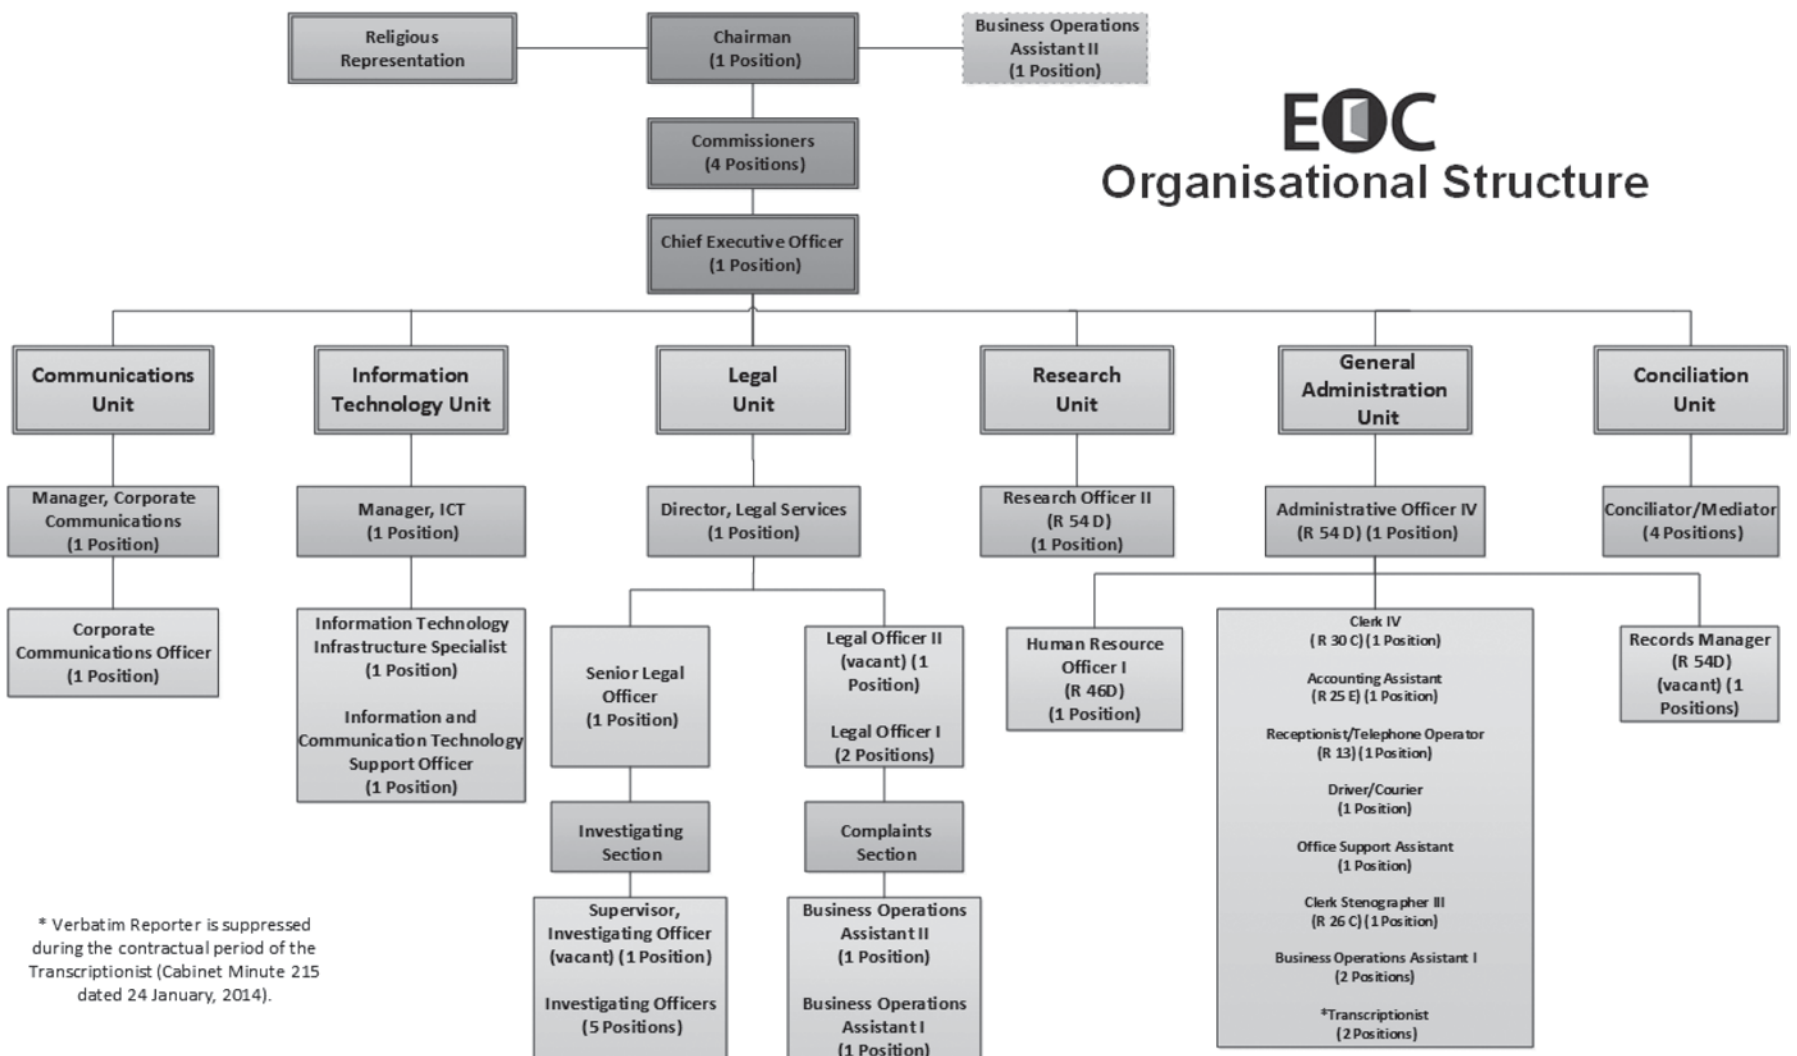 Religious
Representation
Chairman
(1 Position)
Business Operations
Assistant II
(1 Position)
EOC
Organisational Structure
Commissioners
(4 Positions)
Chief Executive Officer
(1 Position)
Communications
Unit
Information
Technology Unit
Legal
Unit
Research
Unit
General
Administration
Unit
Conciliation
Unit
Manager, Corporate
Communications
(1 Position)
Manager, ICT
(1 Position)
Director, Legal Services
(1 Position)
Research Officer II
(R 54 D)
(1 Position)
Administrative Officer IV
(R 54 D) (1 Position)
Conciliator/Mediator
(4 Positions)
Corporate
Communications Officer
(1 Position)
Information Technology
Infrastructure Specialist
(1 Position)
Information and
Communication Technology
Support Officer
(1 Position)
Senior Legal
Officer
(1 Position)
Legal Officer II
(vacant) (1
Position)
Legal Officer I
(2 Positions)
Human Resource
Officer I
(R 46D)
(1 Position)
Clerk IV
(R 30 C) (1 Position)
Accounting Assistant
(R 25 E) (1 Position)
Receptionist/Telephone Operator
(R 13) (1 Position)
Driver/Courier
(1 Position)
Office Support Assistant
(1 Position)
Clerk Stenographer III
(R 26 C) (1 Position)
Business Operations Assistant I
(2 Positions)
*Transcriptionist
(2 Positions)
Records Manager
(R 54D)
(vacant) (1
Positions)
Investigating
Section
Complaints
Section
Supervisor,
Investigating Officer
(vacant) (1 Position)
Investigating Officers
(5 Positions)
Business Operations
Assistant II
(1 Position)
Business Operations
Assistant I
(1 Position)
* Verbatim Reporter is suppressed
during the contractual period of the
Transcriptionist (Cabinet Minute 215
dated 24 January, 2014).